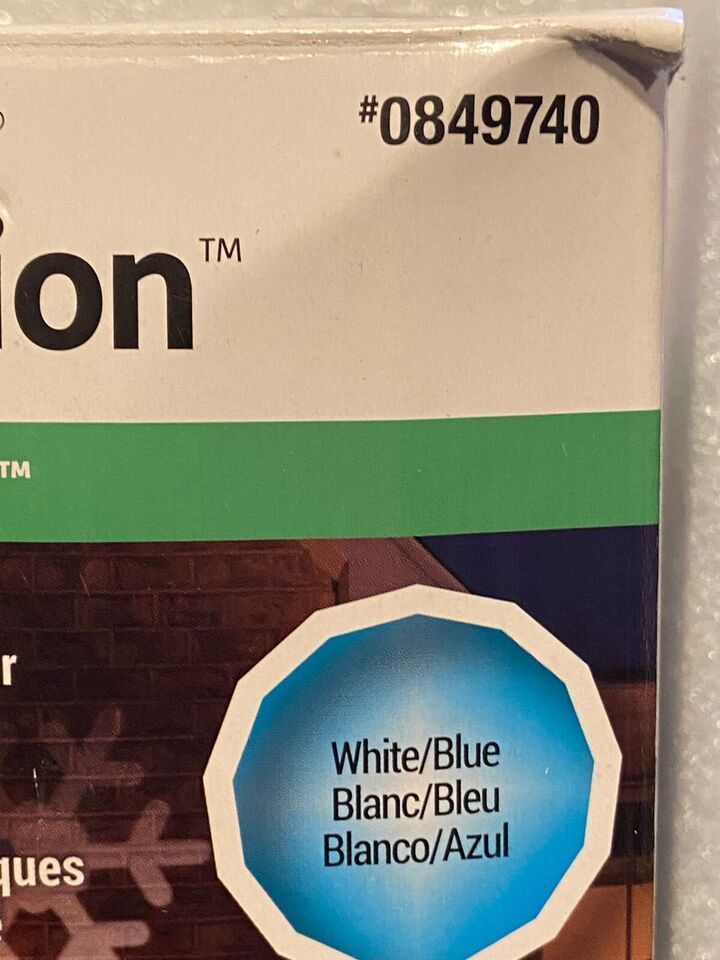 #0849740
ion™
™
r
White/Blue
Blanc/Bleu
Blanco/Azul
ques